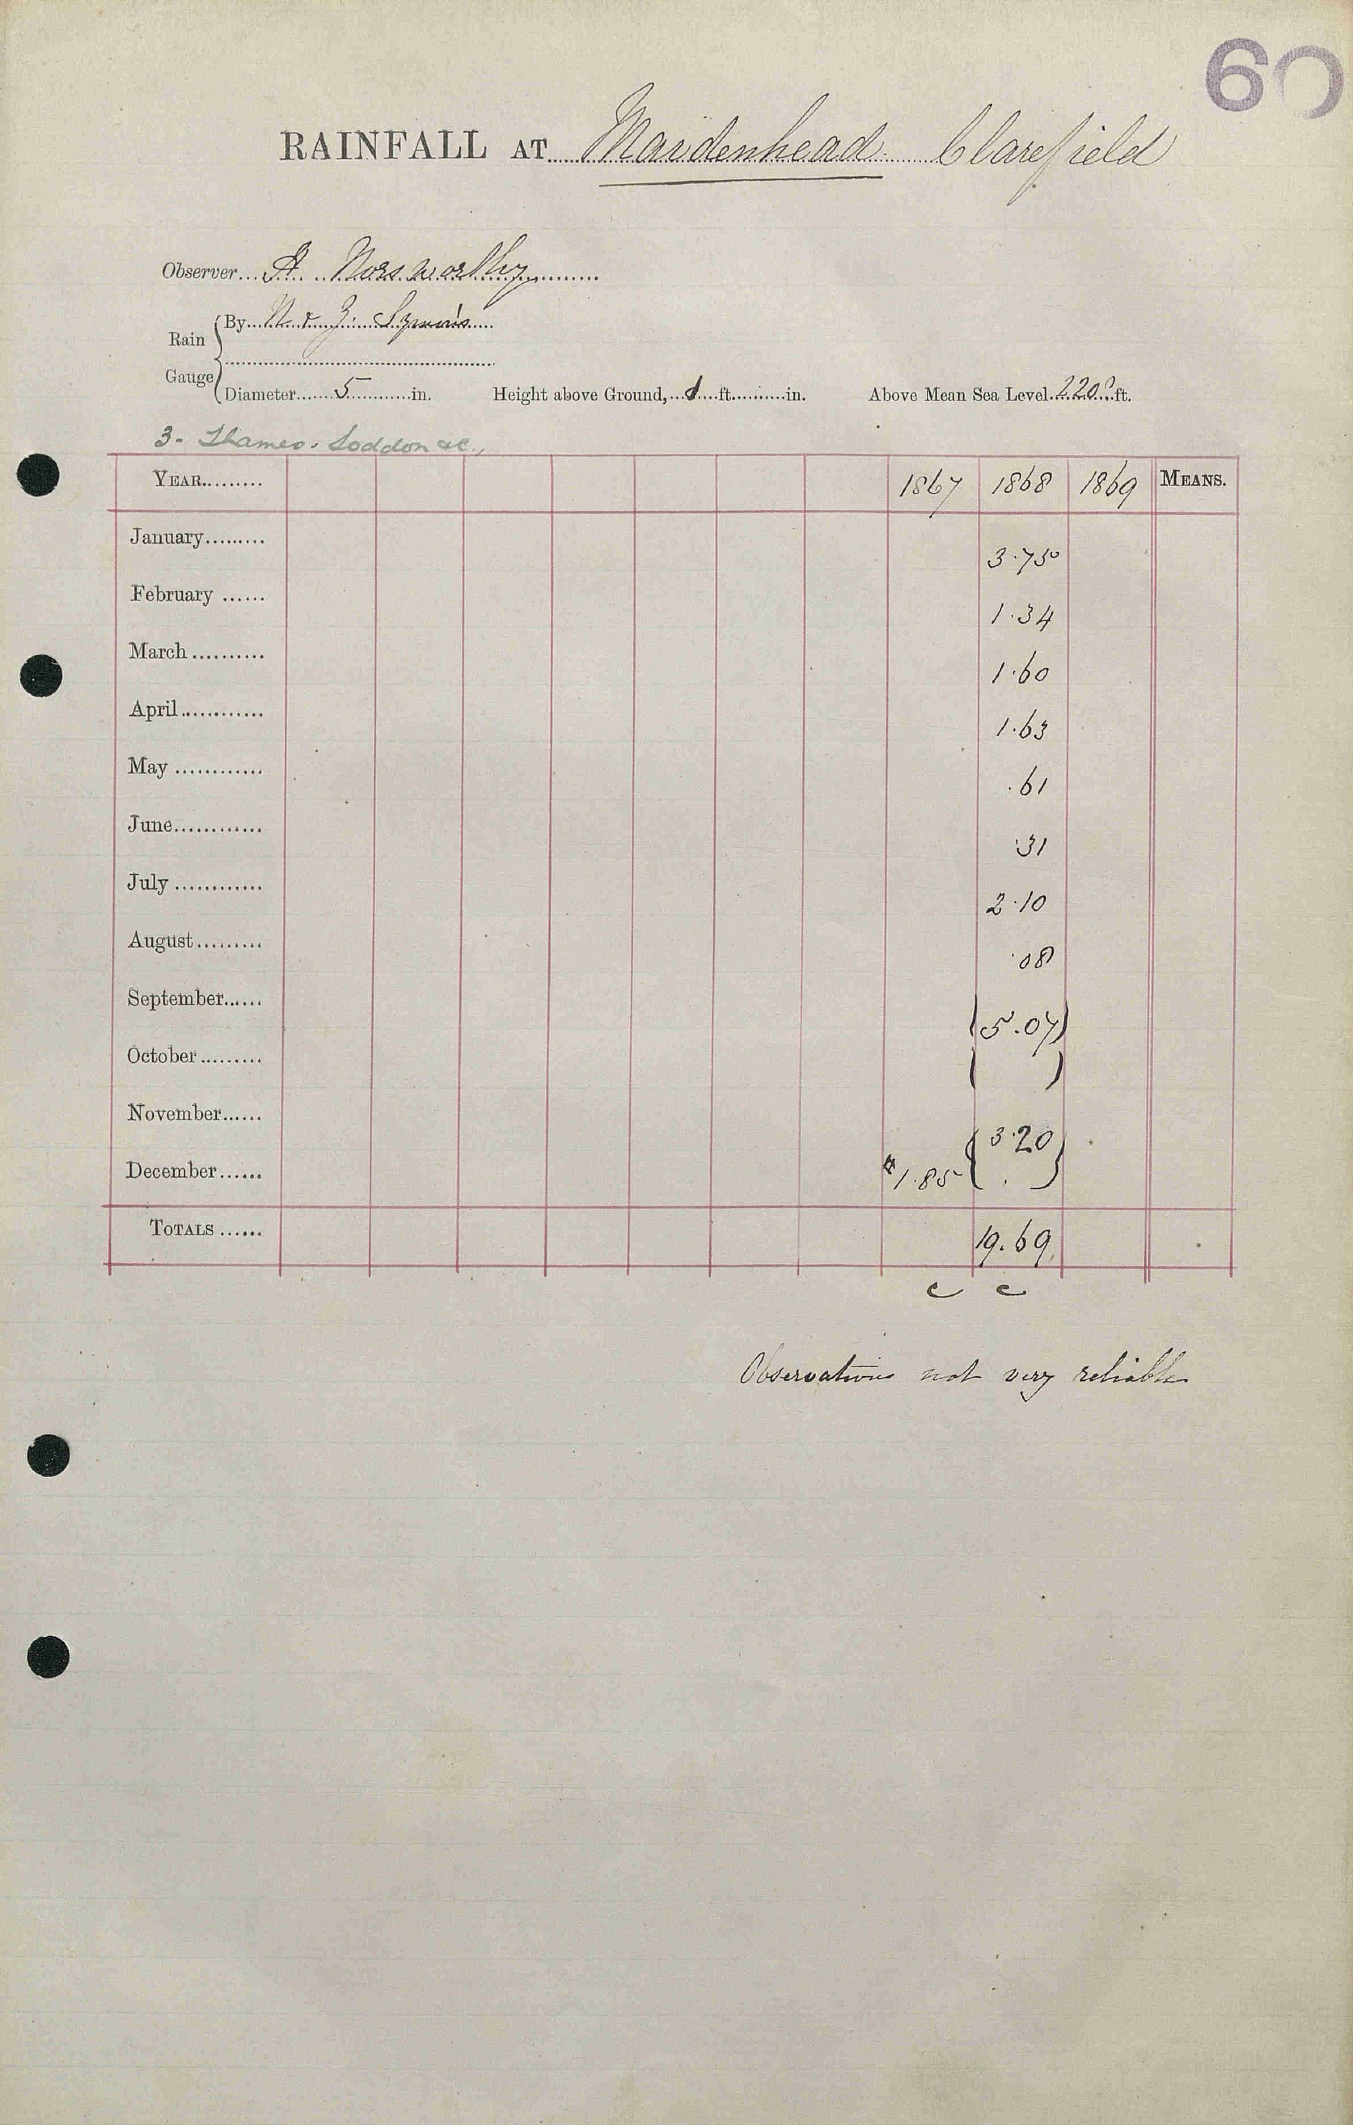 60
RAINFALL AT Maidenhead Clarefield
Observer A Norsworthy
Rain Gauge
By N & Z.
Diameter 5 in. Height above Ground, 1 ft. in. Above Mean Sea Level 220? ft.
3. Thames. Loddon &c.
YEAR 1867 1868 1869 MEANS.
January 3.75
February 1.34
March 1.60
April 1.63
May .61
June .31
July 2.10
August .08
September (5.07)
October ( )
November (3.20
December 1.85 ( . )
TOTALS 19.69
c c
Observations not very reliable